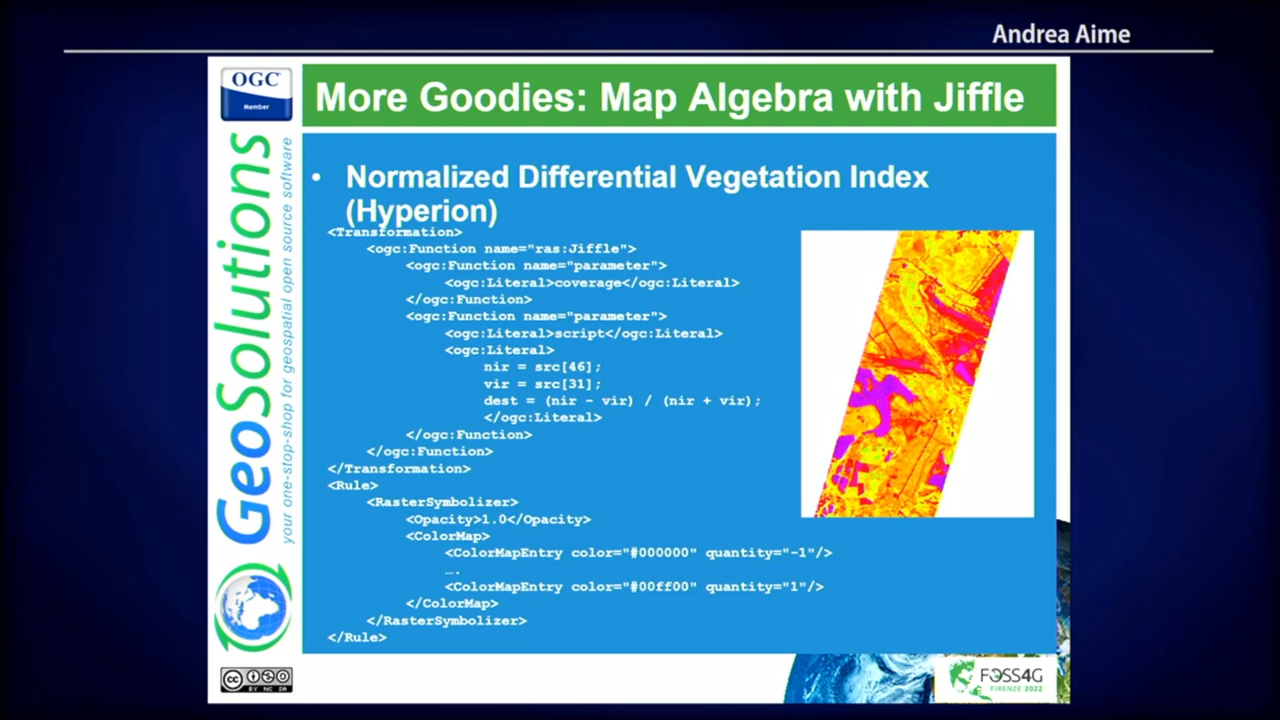 Andrea Aime
OGC
Member
More Goodies: Map Algebra with Jiffle
GeoSolutions
your one-stop-shop for geospatial open source software
• Normalized Differential Vegetation Index
(Hyperion)
<Transformation>
<ogc:Function name="ras:Jiffle">
<ogc:Function name="parameter">
<ogc:Literal>coverage</ogc:Literal>
</ogc:Function>
<ogc:Function name="parameter">
<ogc:Literal>script</ogc:Literal>
<ogc:Literal>
nir = src[46];
vir = src[31];
dest = (nir - vir) / (nir + vir);
</ogc:Literal>
</ogc:Function>
</ogc:Function>
</Transformation>
<Rule>
<RasterSymbolizer>
<Opacity>1.0</Opacity>
<ColorMap>
<ColorMapEntry color="#000000" quantity="-1"/>
….
<ColorMapEntry color="#00ff00" quantity="1"/>
</ColorMap>
</RasterSymbolizer>
</Rule>
cc
BY NC SA
FOSS4G
FIRENZE 2022